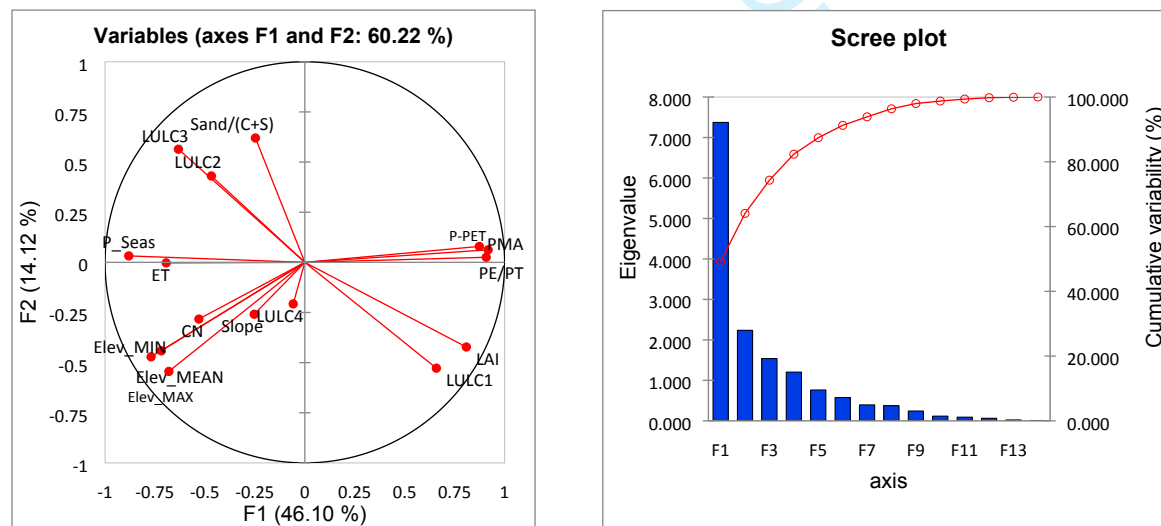 Variables (axes F1 and F2: 60.22 %)
1
0.75
0.5
0.25
0
-0.25
-0.5
-0.75
-1
F2 (14.12 %)
Sand/(C+S)
LULC3
LULC2
P_Seas
ET
P-PET
PMA
PE/PT
CN
Slope
LULC4
Elev_MIN
Elev_MEAN
Elev_MAX
LAI
LULC1
-1 -0.75 -0.5 -0.25 0 0.25 0.5 0.75 1
F1 (46.10 %)
Scree plot
8.000
7.000
6.000
5.000
4.000
3.000
2.000
1.000
0.000
Eigenvalue
100.000
80.000
60.000
40.000
20.000
0.000
Cumulative variability (%)
F1 F3 F5 F7 F9 F11 F13
axis